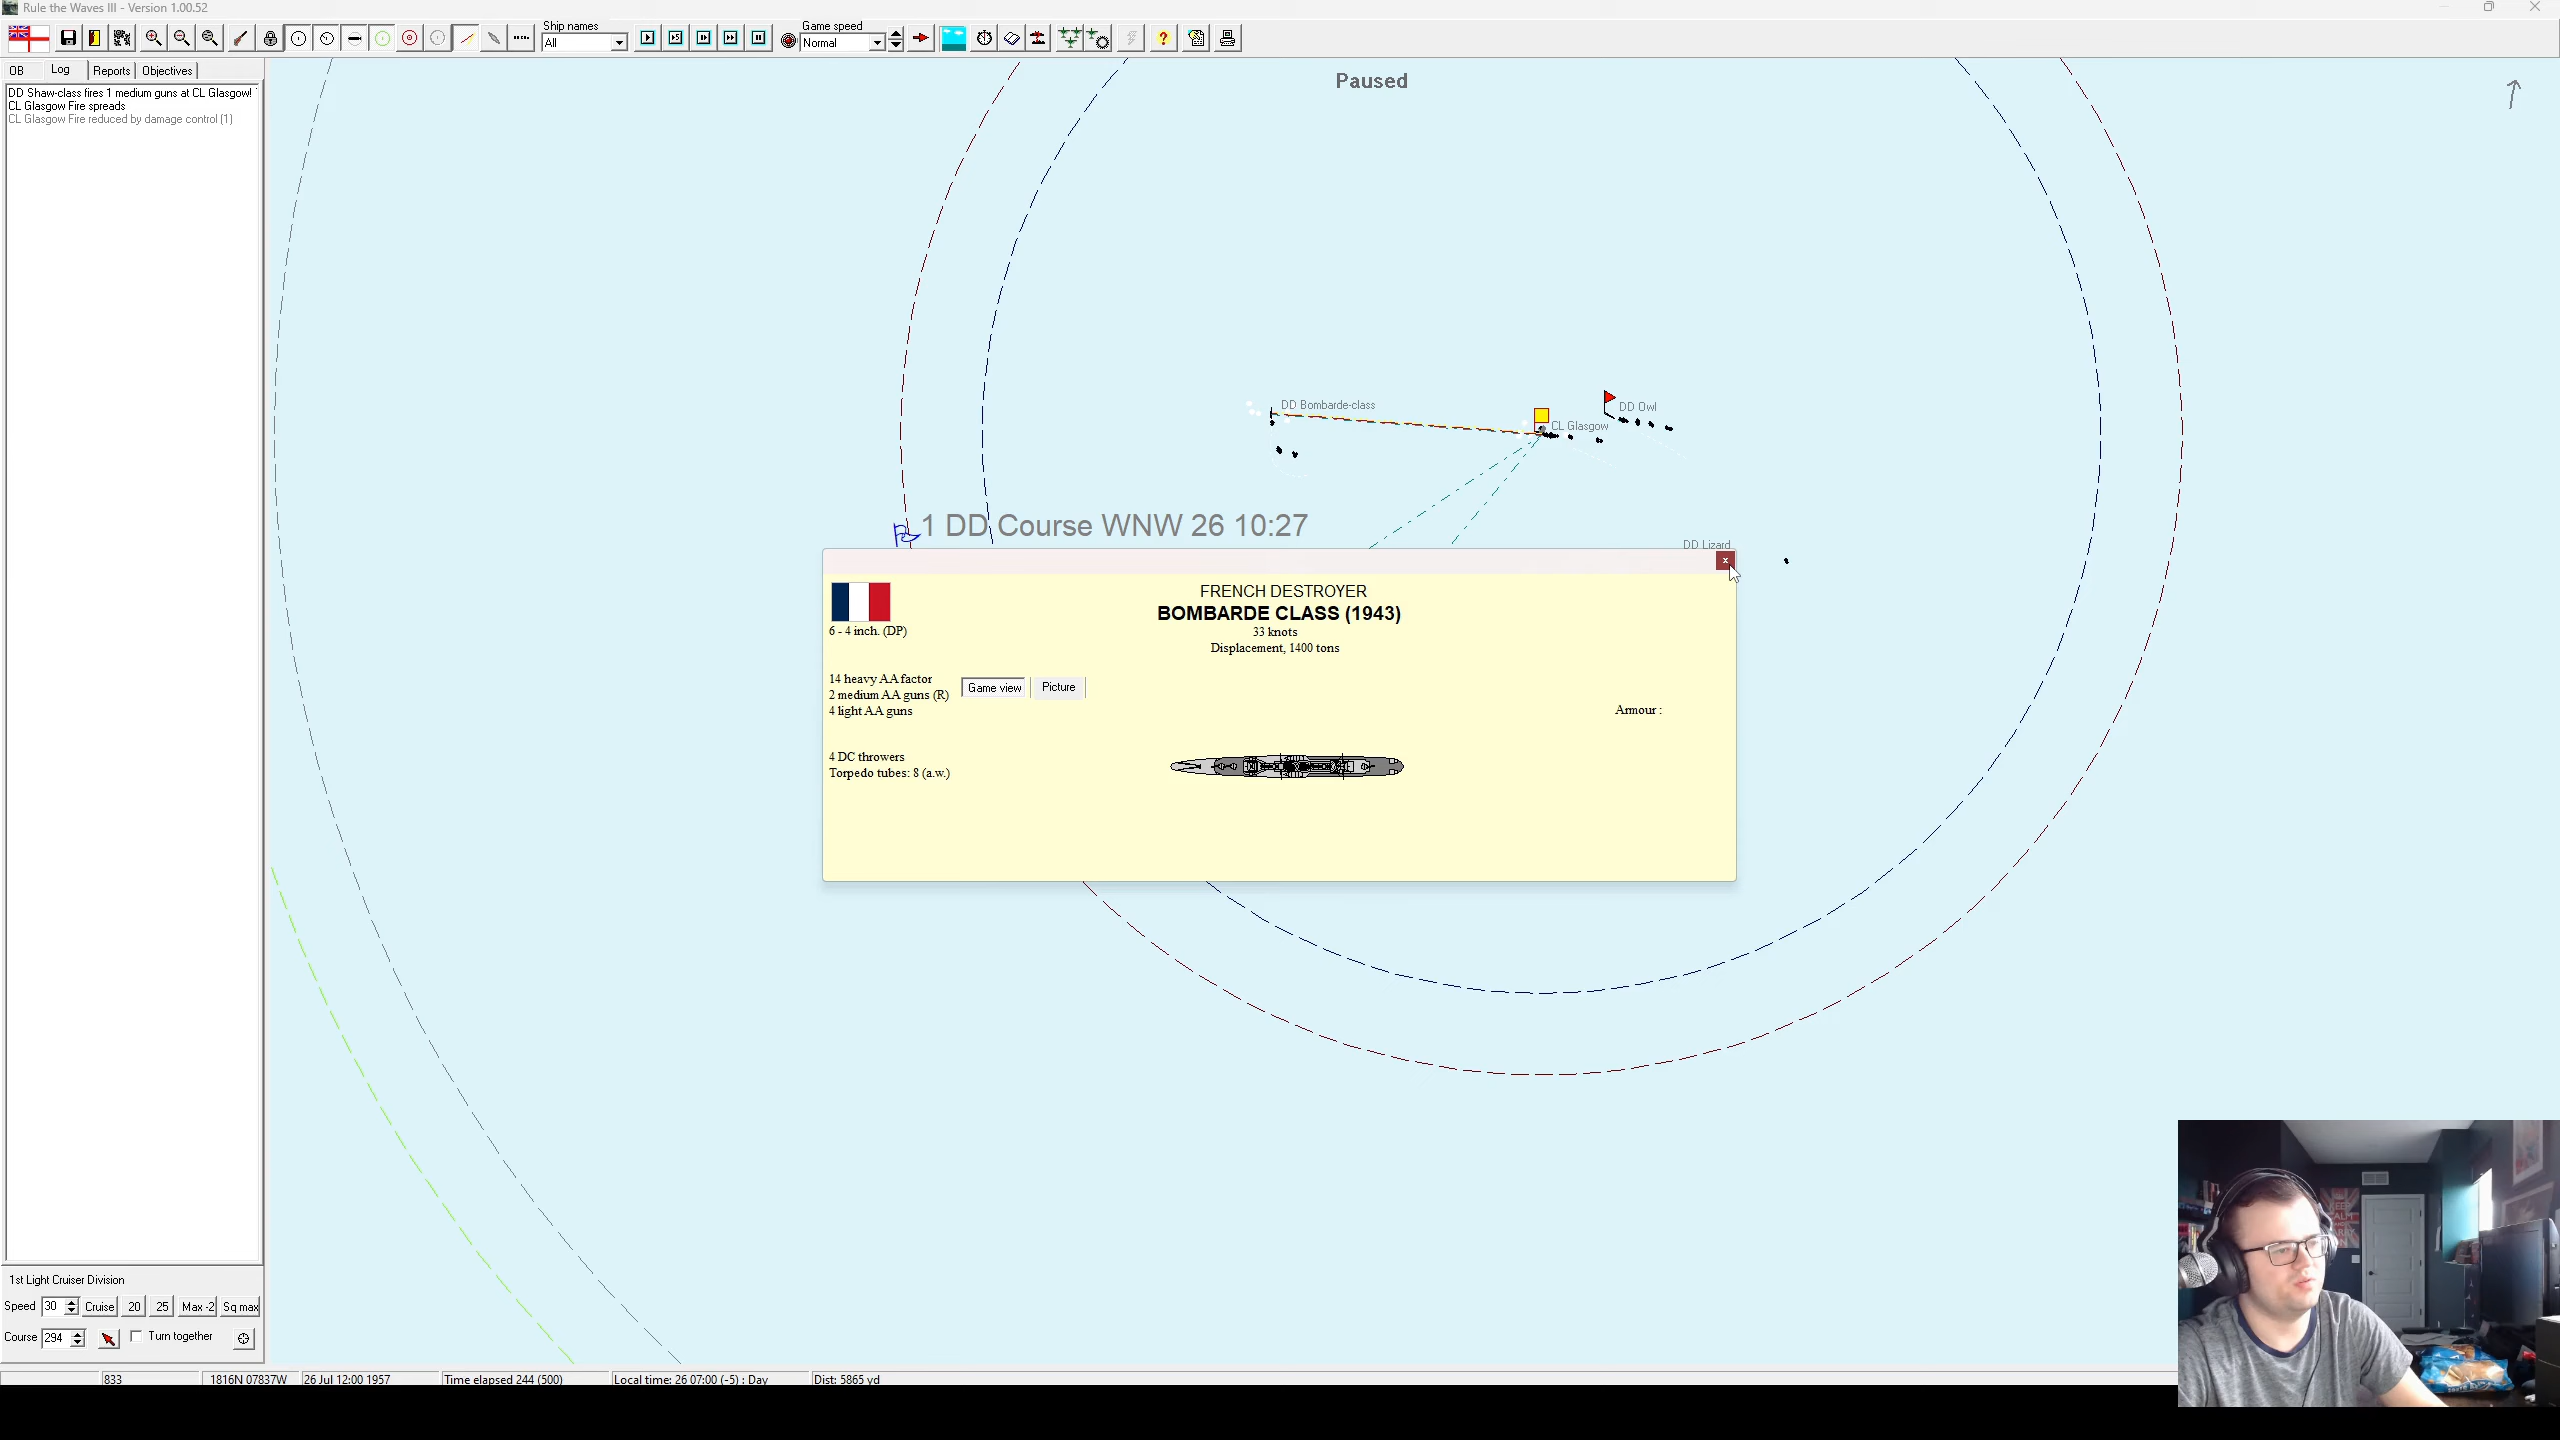 Rule the Waves III - Version 1.00.52
Ship names
All
Game speed
Normal
OB
Log
Reports
Objectives
DD Shaw-class fires 1 medium guns at CL Glasgow!
CL Glasgow Fire spreads
CL Glasgow Fire reduced by damage control (1)
Paused
DD Bombarde-class
DD Owl
CL Glasgow
1 DD Course WNW 26 10:27
DD Lizard
x
FRENCH DESTROYER
BOMBARDE CLASS (1943)
33 knots
Displacement, 1400 tons
6 - 4 inch. (DP)
14 heavy AA factor
2 medium AA guns (R)
4 light AA guns
Game view
Picture
Armour :
4 DC throwers
Torpedo tubes: 8 (a.w.)
1st Light Cruiser Division
Speed 30 Cruise 20 25 Max -2 Sq max
Course 294 Turn together
833
1816N 07837W
26 Jul 12:00 1957
Time elapsed 244 (500)
Local time: 26 07:00 (-5) : Day
Dist: 5865 yd